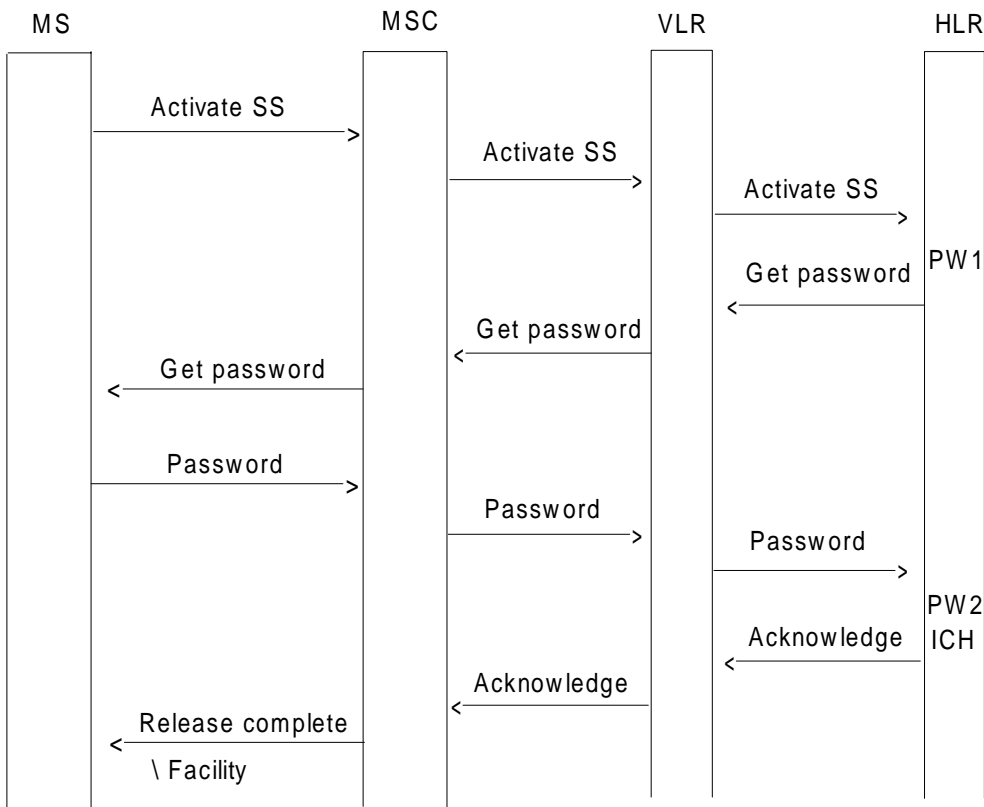 MS MSC VLR HLR
Activate SS
Activate SS
Activate SS
PW1
Get password
Get password
Get password
Password
Password
Password
PW2
Acknowledge ICH
Acknowledge
Release complete
\ Facility